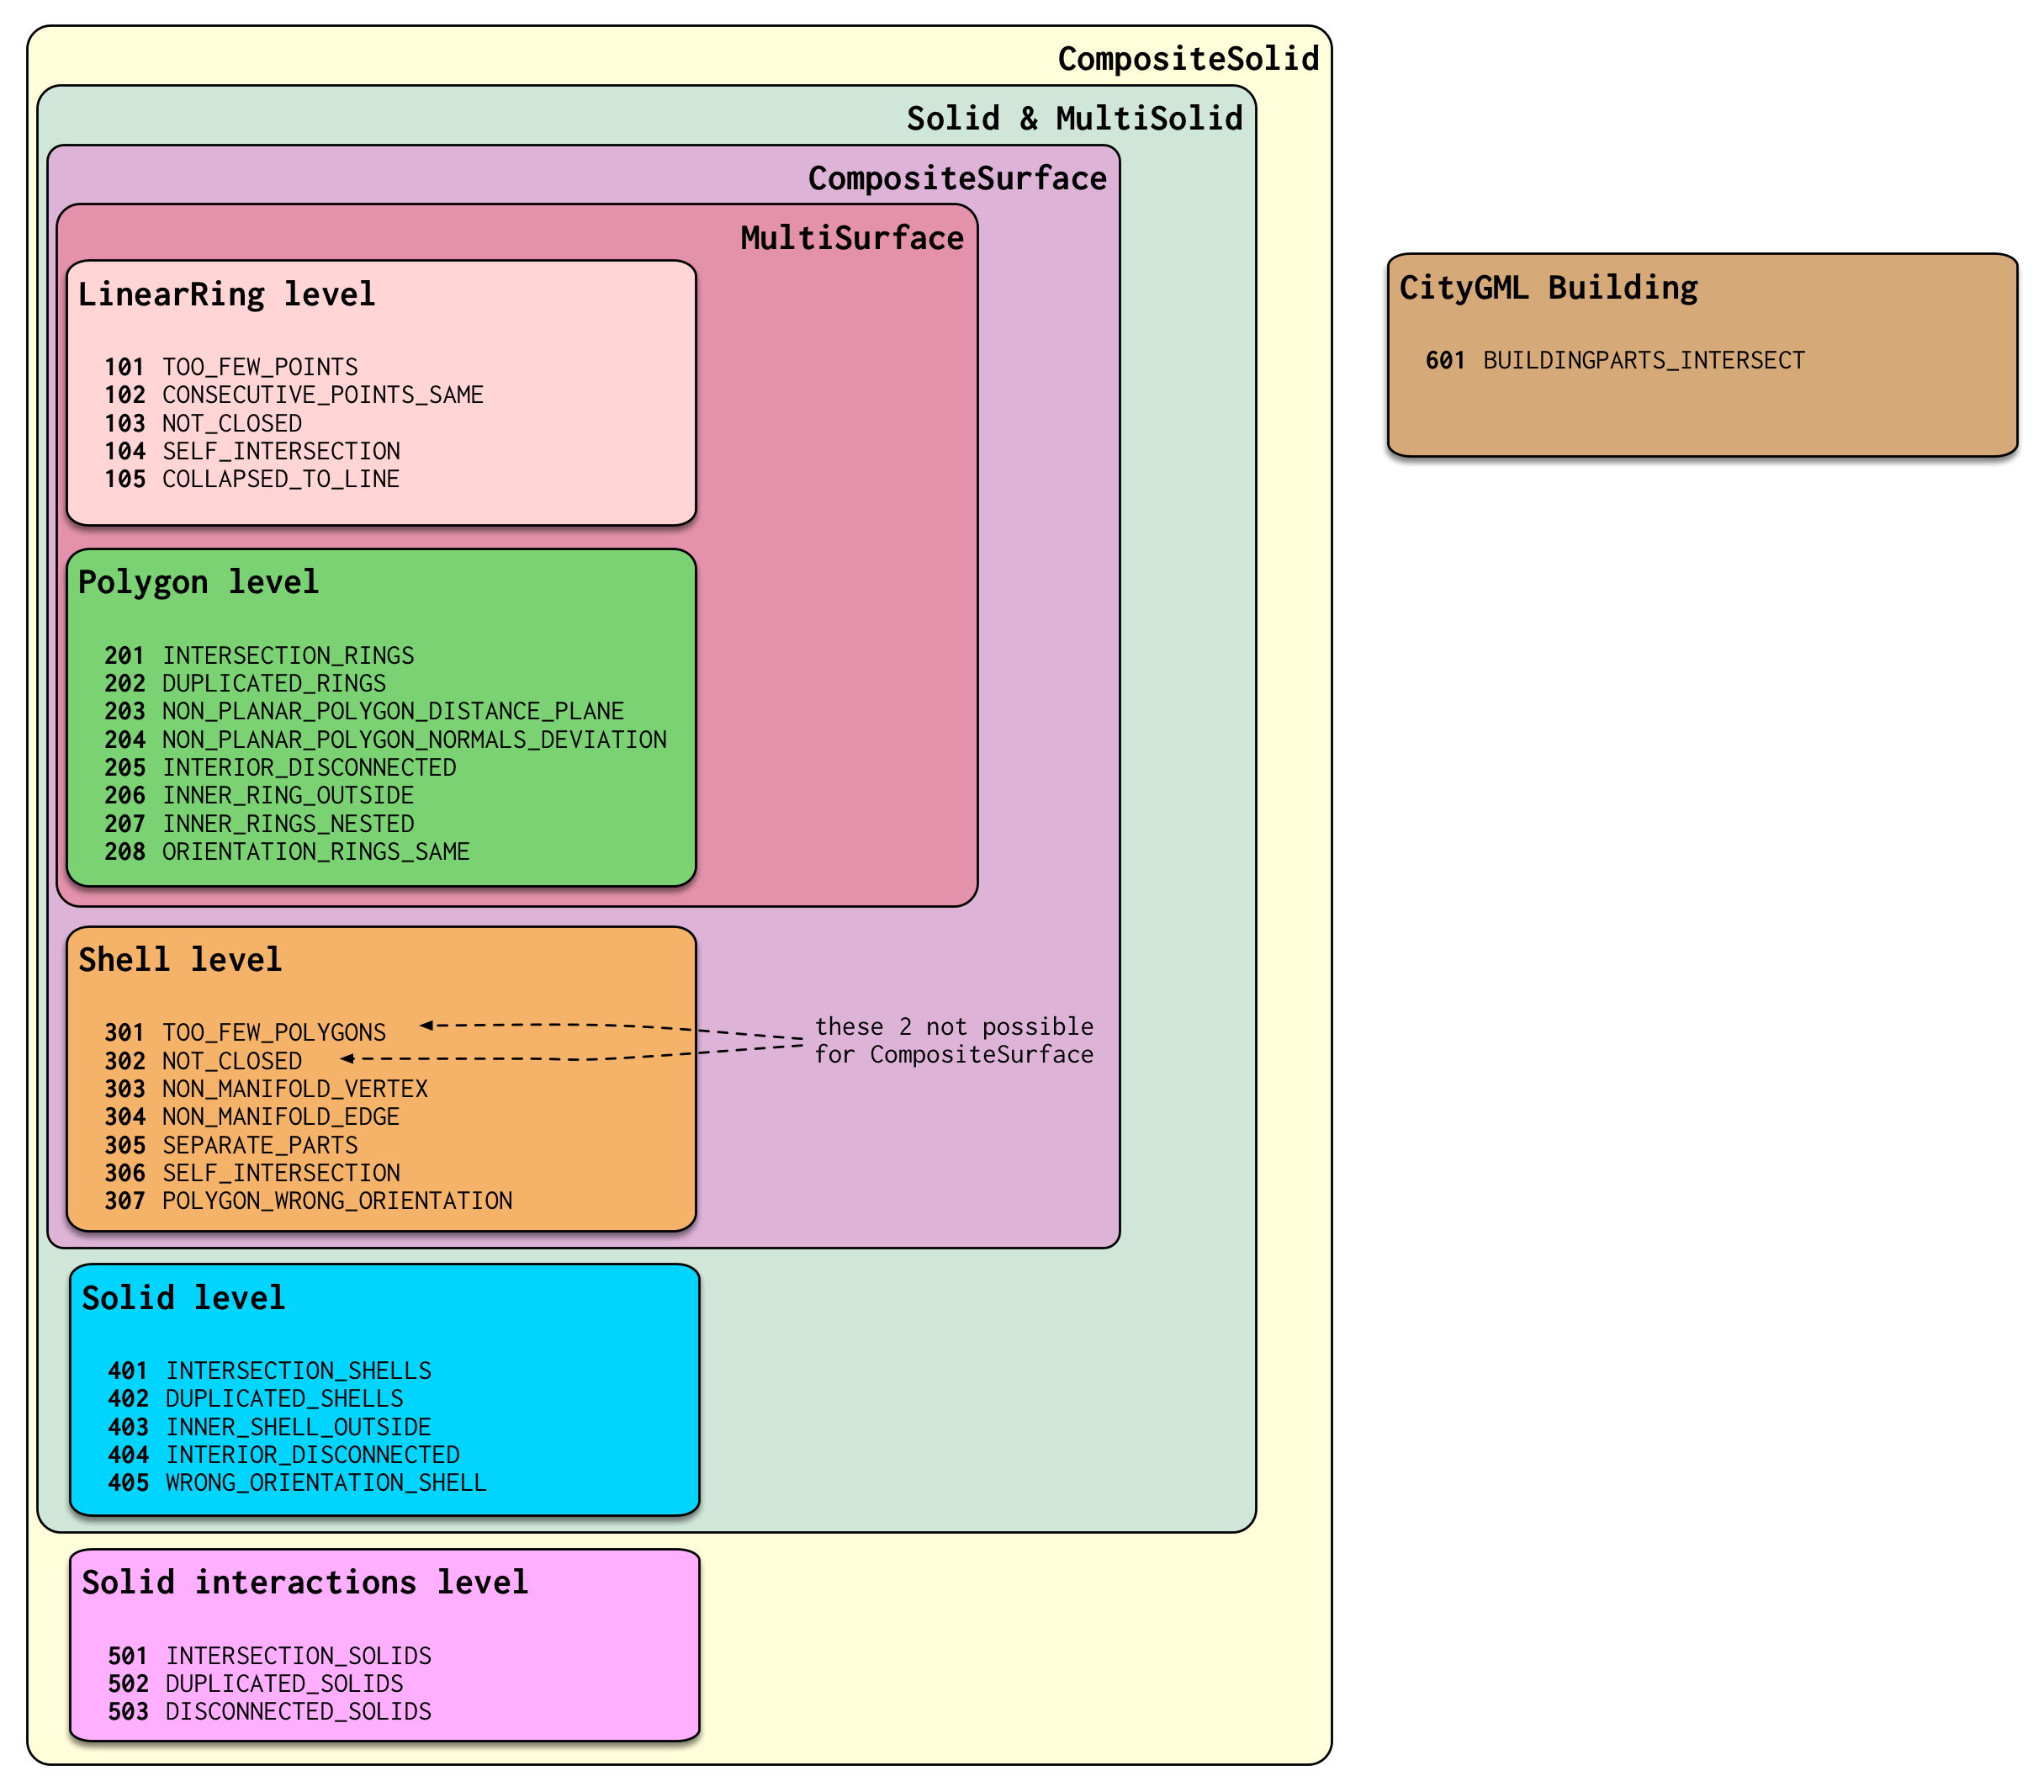 CompositeSolid
Solid & MultiSolid
CompositeSurface
MultiSurface
LinearRing level
101 TOO_FEW_POINTS
102 CONSECUTIVE_POINTS_SAME
103 NOT_CLOSED
104 SELF_INTERSECTION
105 COLLAPSED_TO_LINE
Polygon level
201 INTERSECTION_RINGS
202 DUPLICATED_RINGS
203 NON_PLANAR_POLYGON_DISTANCE_PLANE
204 NON_PLANAR_POLYGON_NORMALS_DEVIATION
205 INTERIOR_DISCONNECTED
206 INNER_RING_OUTSIDE
207 INNER_RINGS_NESTED
208 ORIENTATION_RINGS_SAME
Shell level
301 TOO_FEW_POLYGONS
302 NOT_CLOSED
303 NON_MANIFOLD_VERTEX
304 NON_MANIFOLD_EDGE
305 SEPARATE_PARTS
306 SELF_INTERSECTION
307 POLYGON_WRONG_ORIENTATION
these 2 not possible
for CompositeSurface
Solid level
401 INTERSECTION_SHELLS
402 DUPLICATED_SHELLS
403 INNER_SHELL_OUTSIDE
404 INTERIOR_DISCONNECTED
405 WRONG_ORIENTATION_SHELL
Solid interactions level
501 INTERSECTION_SOLIDS
502 DUPLICATED_SOLIDS
503 DISCONNECTED_SOLIDS
CityGML Building
601 BUILDINGPARTS_INTERSECT